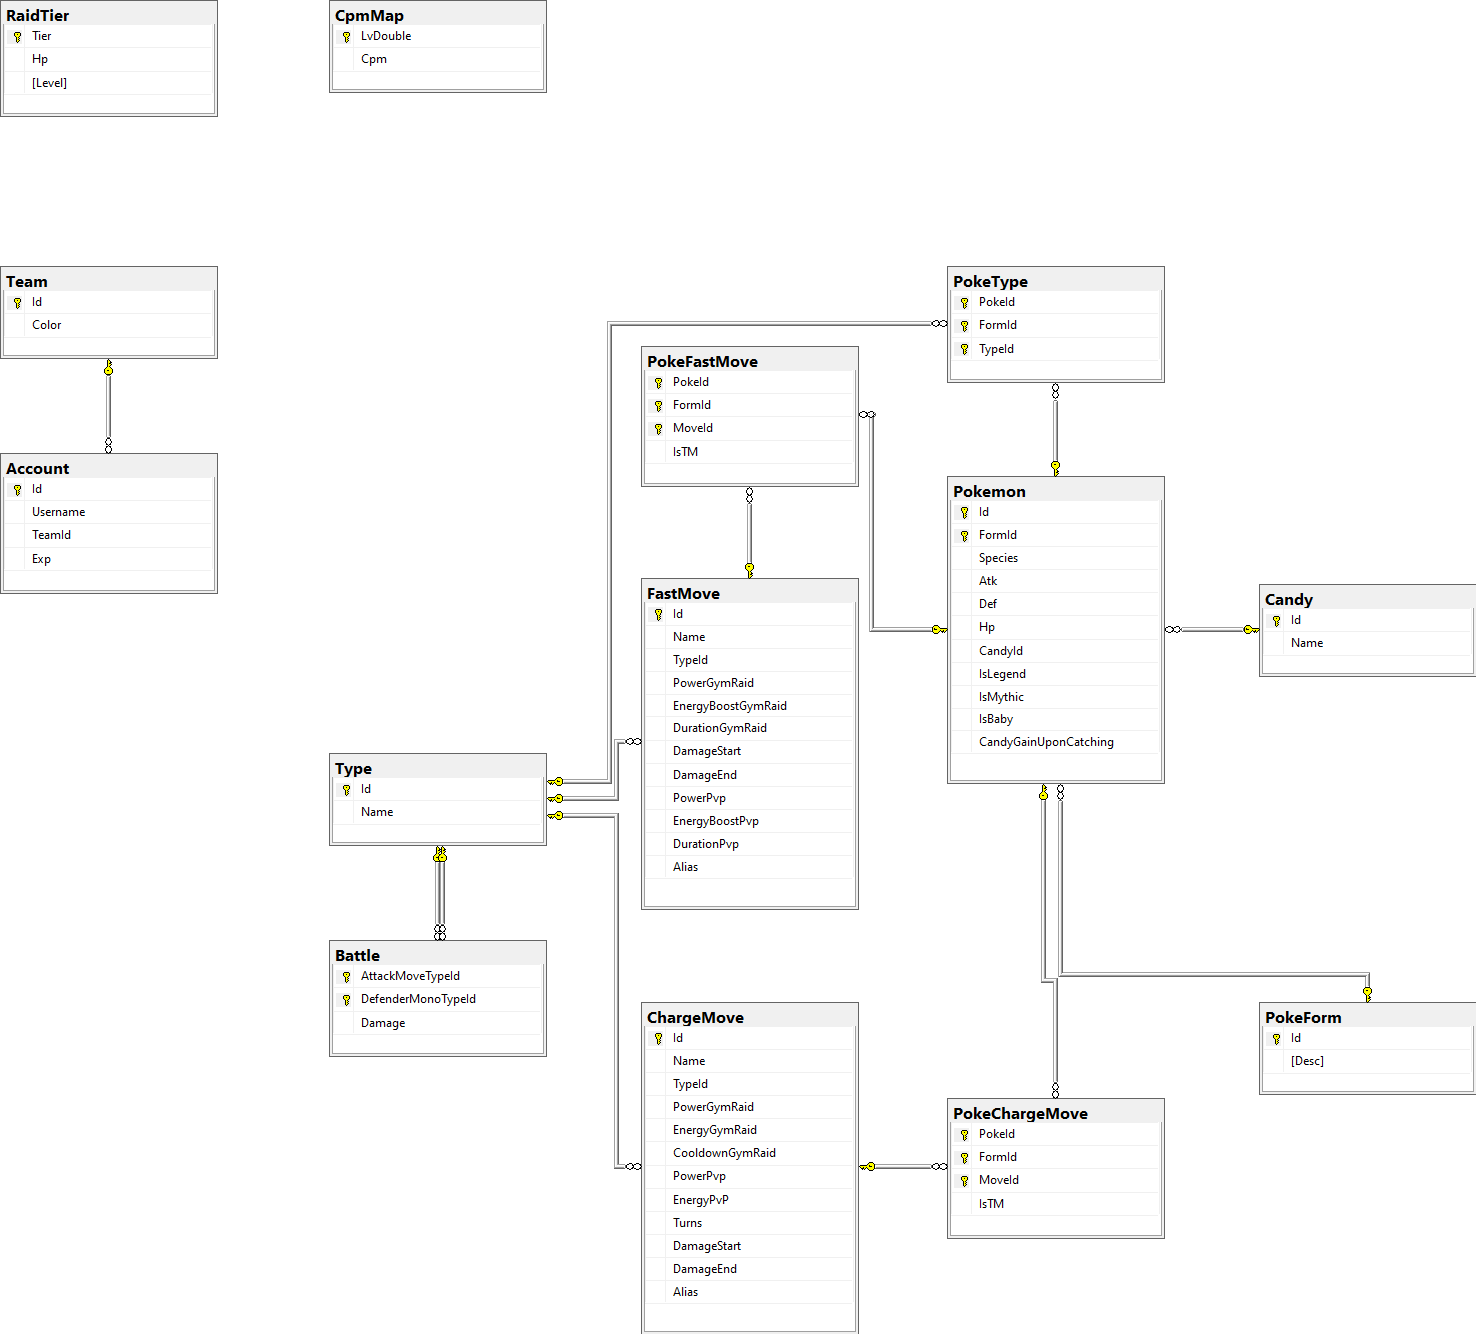 RaidTier
Tier
Hp
[Level]
CpmMap
LvDouble
Cpm
Team
Id
Color
Account
Id
Username
TeamId
Exp
PokeType
PokeId
FormId
TypeId
PokeFastMove
PokeId
FormId
MoveId
IsTM
Pokemon
Id
FormId
Species
Atk
Def
Hp
CandyId
IsLegend
IsMythic
IsBaby
CandyGainUponCatching
Candy
Id
Name
FastMove
Id
Name
TypeId
PowerGymRaid
EnergyBoostGymRaid
DurationGymRaid
DamageStart
DamageEnd
PowerPvp
EnergyBoostPvp
DurationPvp
Alias
Type
Id
Name
Battle
AttackMoveTypeId
DefenderMonoTypeId
Damage
ChargeMove
Id
Name
TypeId
PowerGymRaid
EnergyGymRaid
CooldownGymRaid
PowerPvp
EnergyPvP
Turns
DamageStart
DamageEnd
Alias
PokeForm
Id
[Desc]
PokeChargeMove
PokeId
FormId
MoveId
IsTM